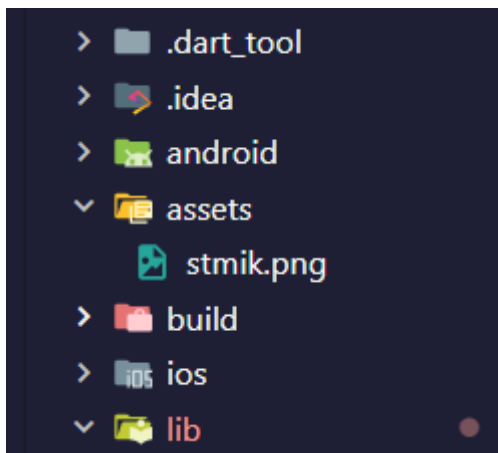 .dart_tool
.idea
android
assets
stmik.png
build
ios
lib